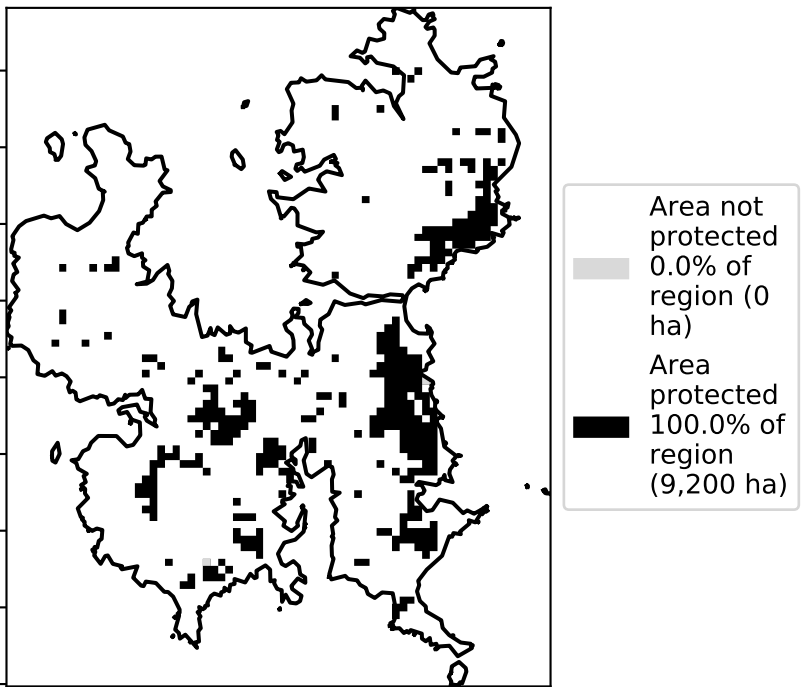 Area not
protected
0.0% of
region (0
ha)
Area
protected
100.0% of
region
(9,200 ha)